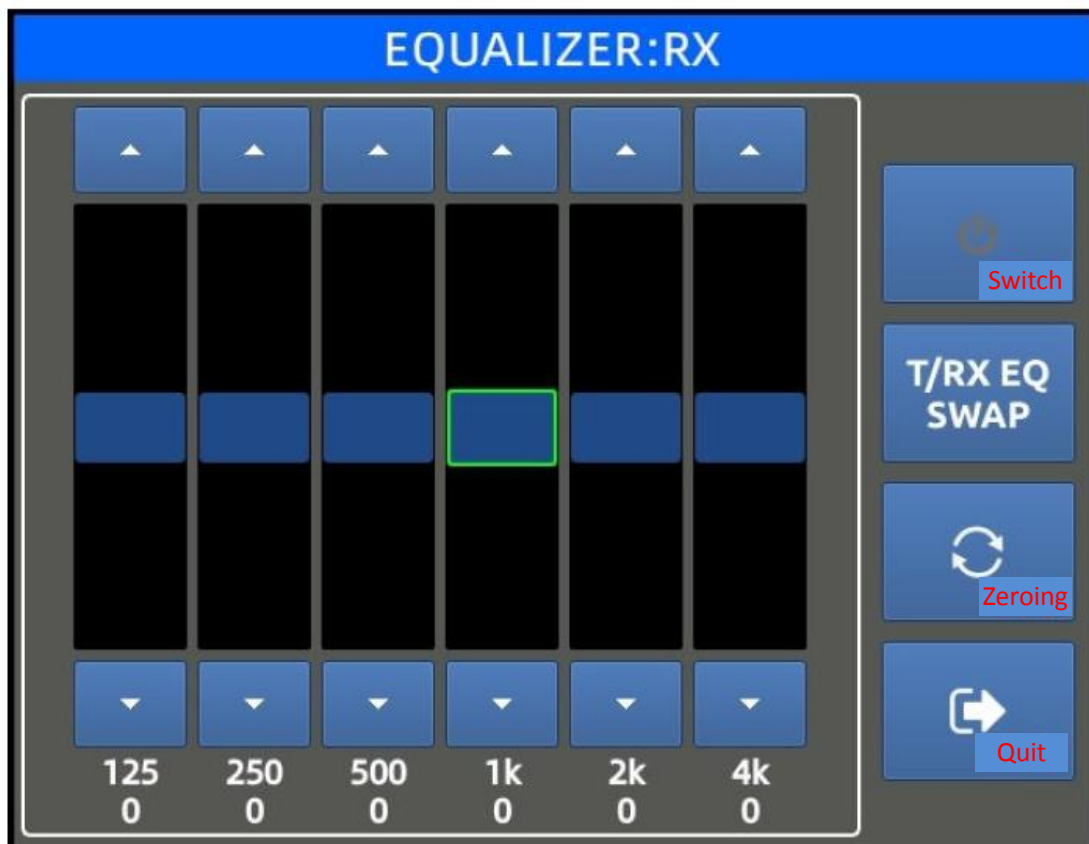 EQUALIZER:RX
Switch
T/RX EQ
SWAP
Zeroing
Quit
125 250 500 1k 2k 4k
0 0 0 0 0 0